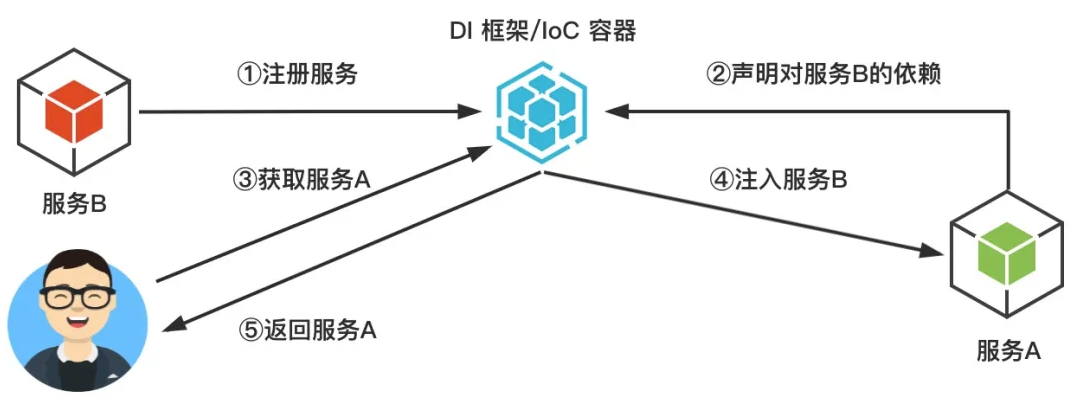 DI 框架/IoC 容器
①注册服务
②声明对服务B的依赖
③获取服务A
④注入服务B
服务B
⑤返回服务A
服务A